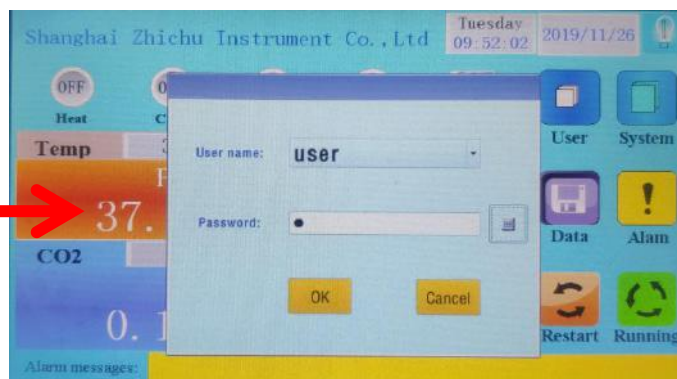 Shanghai Zhichu Instrument Co., Ltd
Tuesday
09:52:02
2019/11/26
OFF
Heat
User
System
Temp
User name: user
37.
Password: ●
Data
Alam
CO2
OK
Cancel
0.1
Restart
Running
Alarm messages: